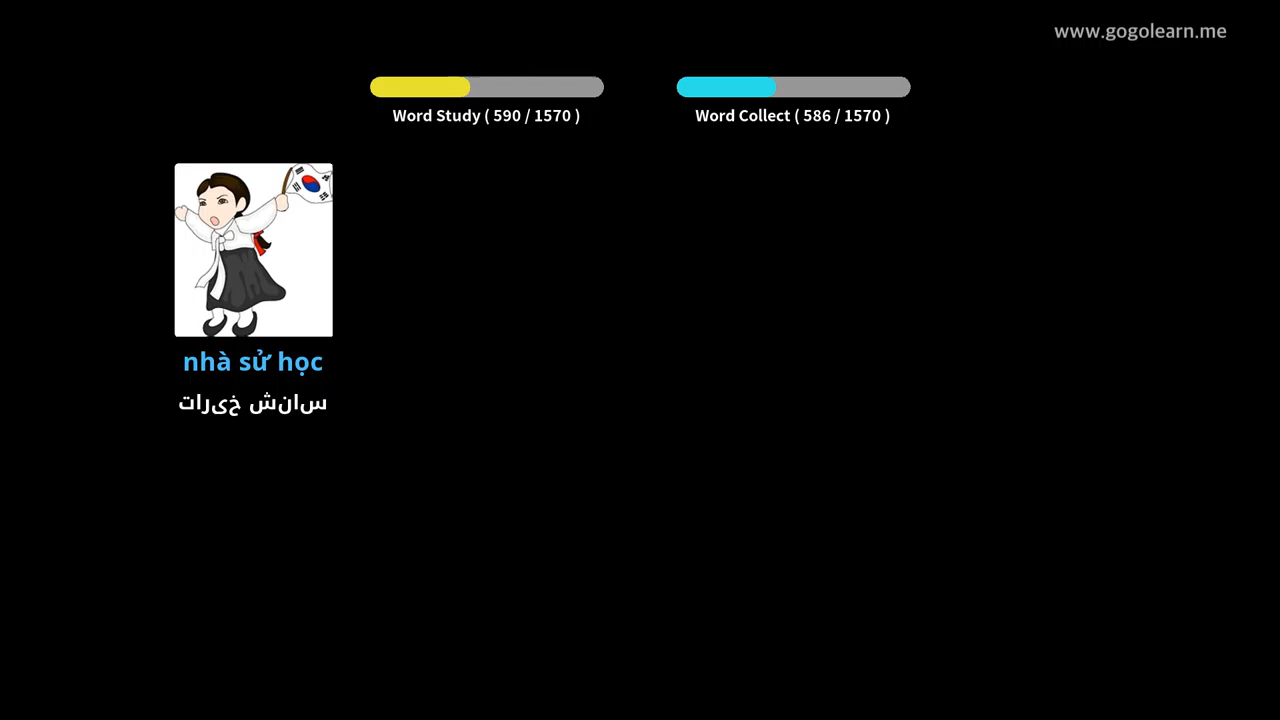 www.gogolearn.me
Word Study ( 590 / 1570 )
Word Collect ( 586 / 1570 )
nhà sử học
سانش خیرات